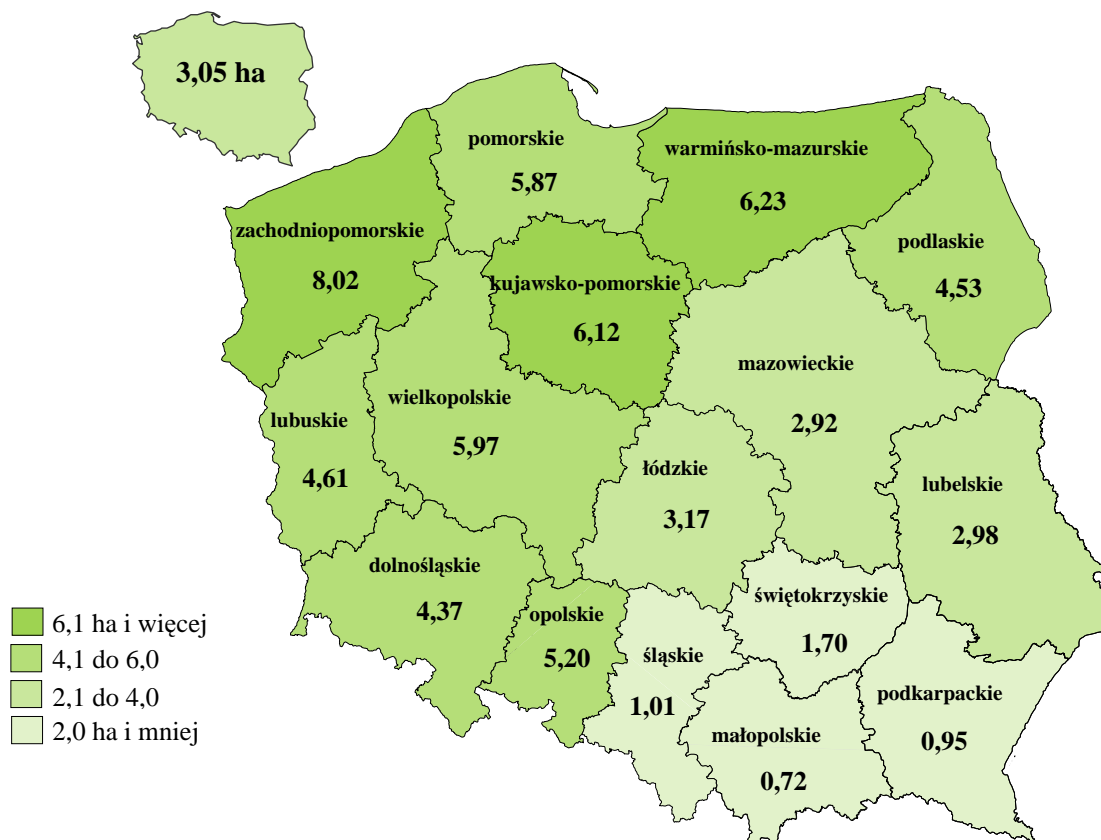 3,05 ha
pomorskie
5,87
warmińsko-mazurskie
6,23
zachodniopomorskie
8,02
podlaskie
4,53
kujawsko-pomorskie
6,12
mazowieckie
2,92
wielkopolskie
5,97
lubuskie
4,61
łódzkie
3,17
lubelskie
2,98
dolnośląskie
4,37
opolskie
5,20
świętokrzyskie
1,70
śląskie
1,01
podkarpackie
0,95
małopolskie
0,72
6,1 ha i więcej
4,1 do 6,0
2,1 do 4,0
2,0 ha i mniej